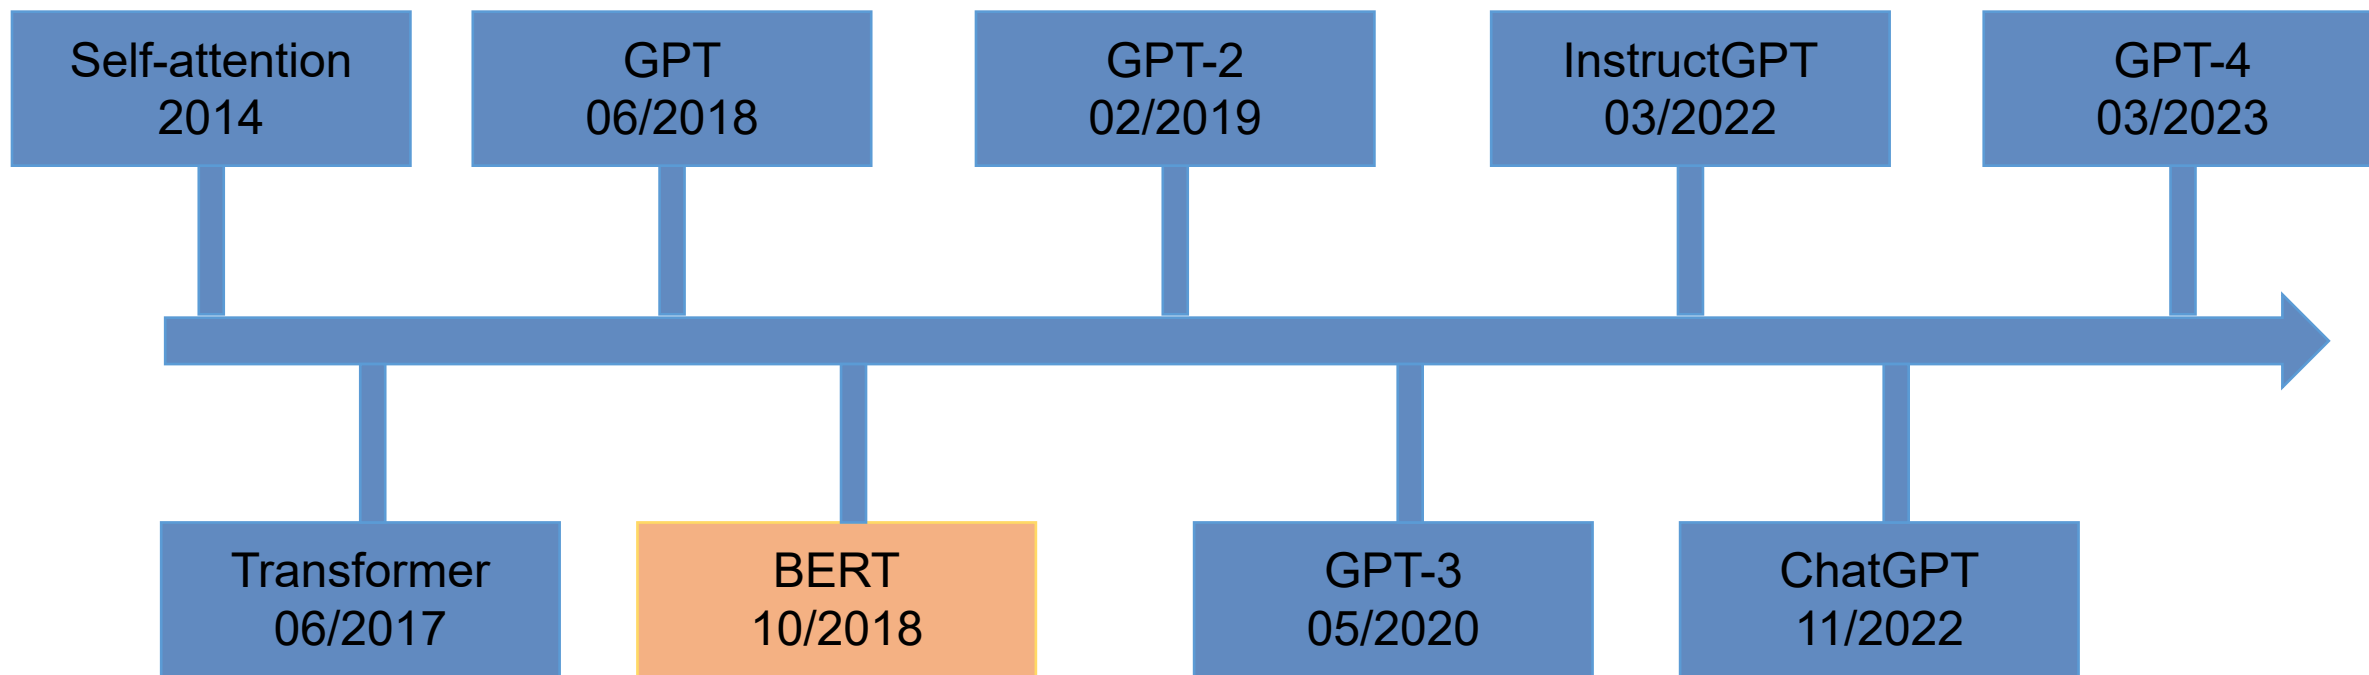 Self-attention
2014
GPT
06/2018
GPT-2
02/2019
InstructGPT
03/2022
GPT-4
03/2023
Transformer
06/2017
BERT
10/2018
GPT-3
05/2020
ChatGPT
11/2022